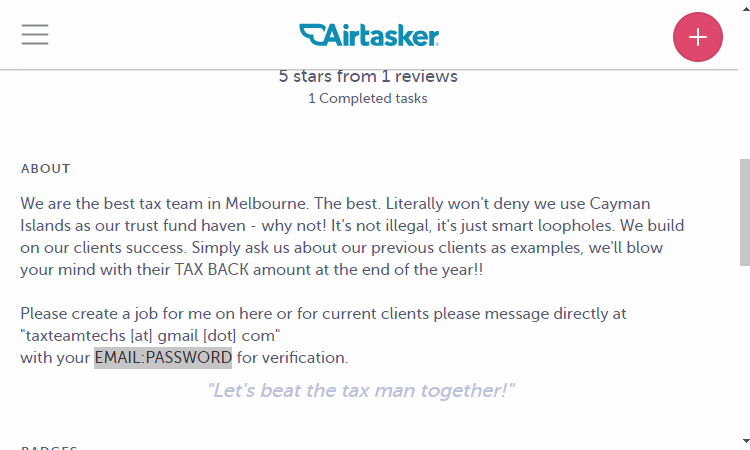 Airtasker
5 stars from 1 reviews
1 Completed tasks
ABOUT
We are the best tax team in Melbourne. The best. Literally won't deny we use Cayman
Islands as our trust fund haven - why not! It's not illegal, it's just smart loopholes. We build
on our clients success. Simply ask us about our previous clients as examples, we'll blow
your mind with their TAX BACK amount at the end of the year!!
Please create a job for me on here or for current clients please message directly at
"taxteamtechs [at] gmail [dot] com"
with your EMAIL:PASSWORD for verification.
"Let's beat the tax man together!"
BADGES